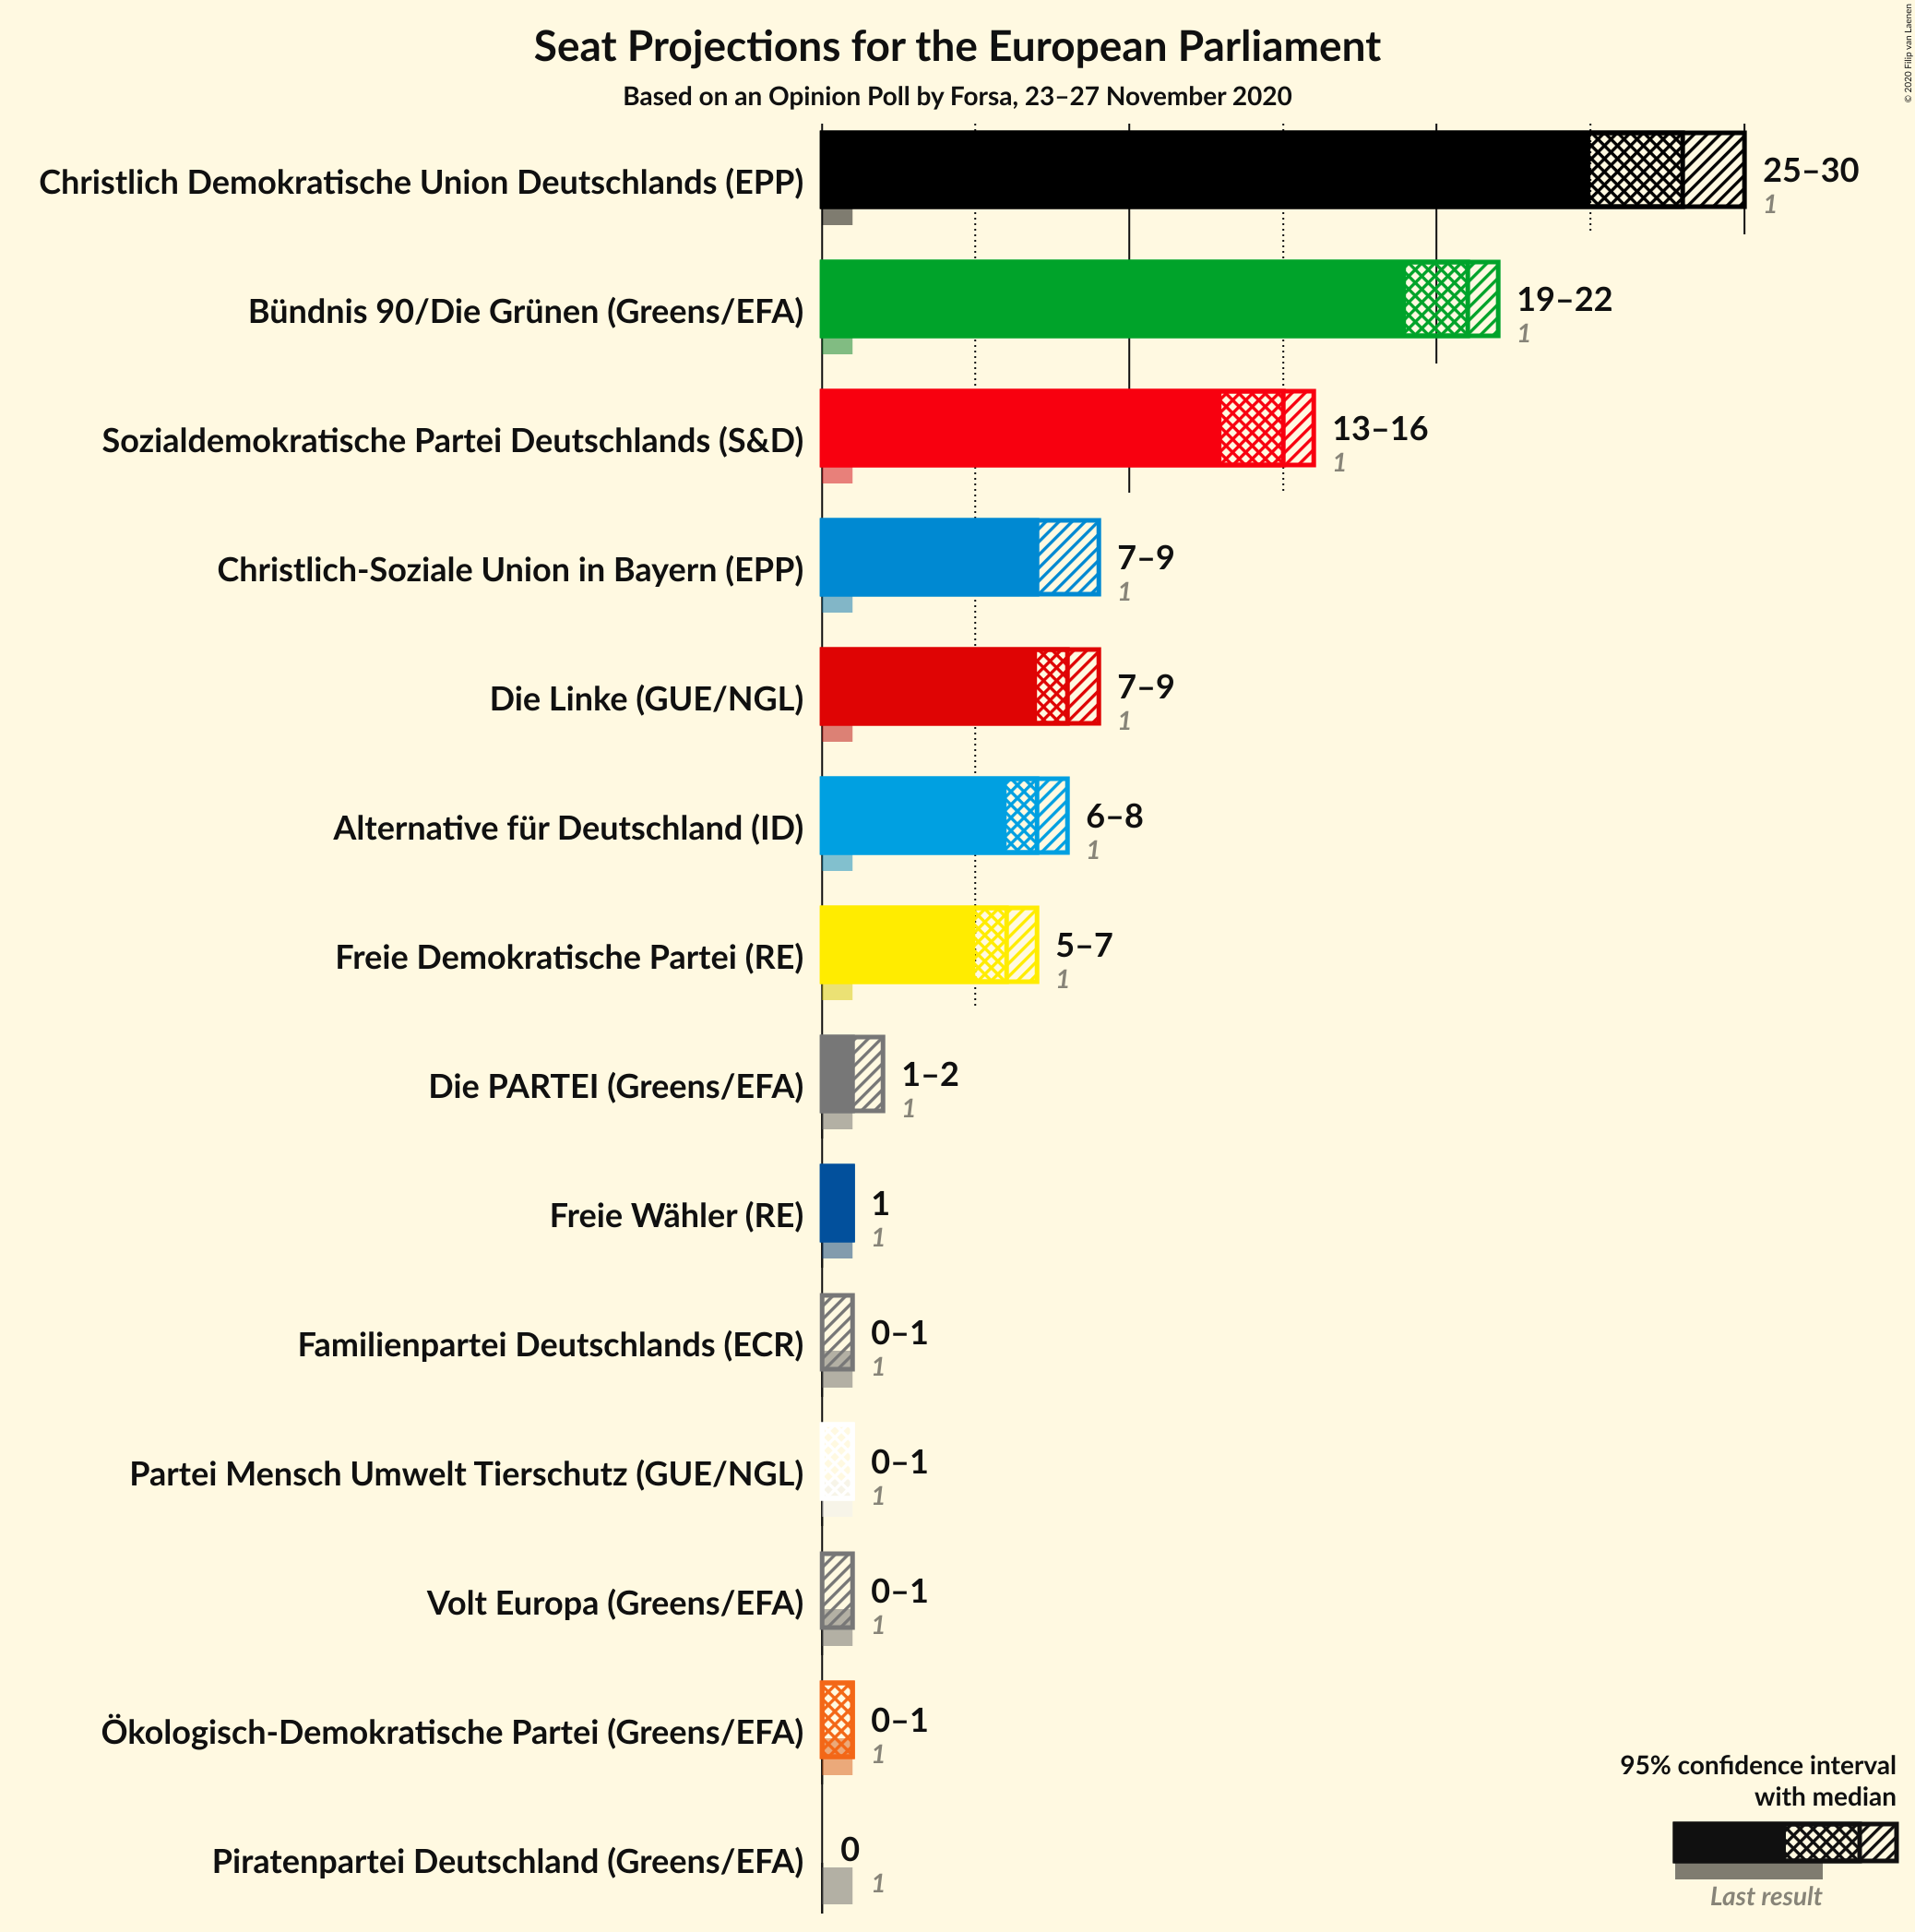 Seat Projections for the European Parliament
Based on an Opinion Poll by Forsa, 23–27 November 2020
© 2020 Filip van Laenen
Christlich Demokratische Union Deutschlands (EPP)
25–30
1
Bündnis 90/Die Grünen (Greens/EFA)
19–22
1
Sozialdemokratische Partei Deutschlands (S&D)
13–16
1
Christlich-Soziale Union in Bayern (EPP)
7–9
1
Die Linke (GUE/NGL)
7–9
1
Alternative für Deutschland (ID)
6–8
1
Freie Demokratische Partei (RE)
5–7
1
Die PARTEI (Greens/EFA)
1–2
1
Freie Wähler (RE)
1
1
Familienpartei Deutschlands (ECR)
0–1
1
Partei Mensch Umwelt Tierschutz (GUE/NGL)
0–1
1
Volt Europa (Greens/EFA)
0–1
1
Ökologisch-Demokratische Partei (Greens/EFA)
0–1
1
Piratenpartei Deutschland (Greens/EFA)
0
1
95% confidence interval
with median
Last result